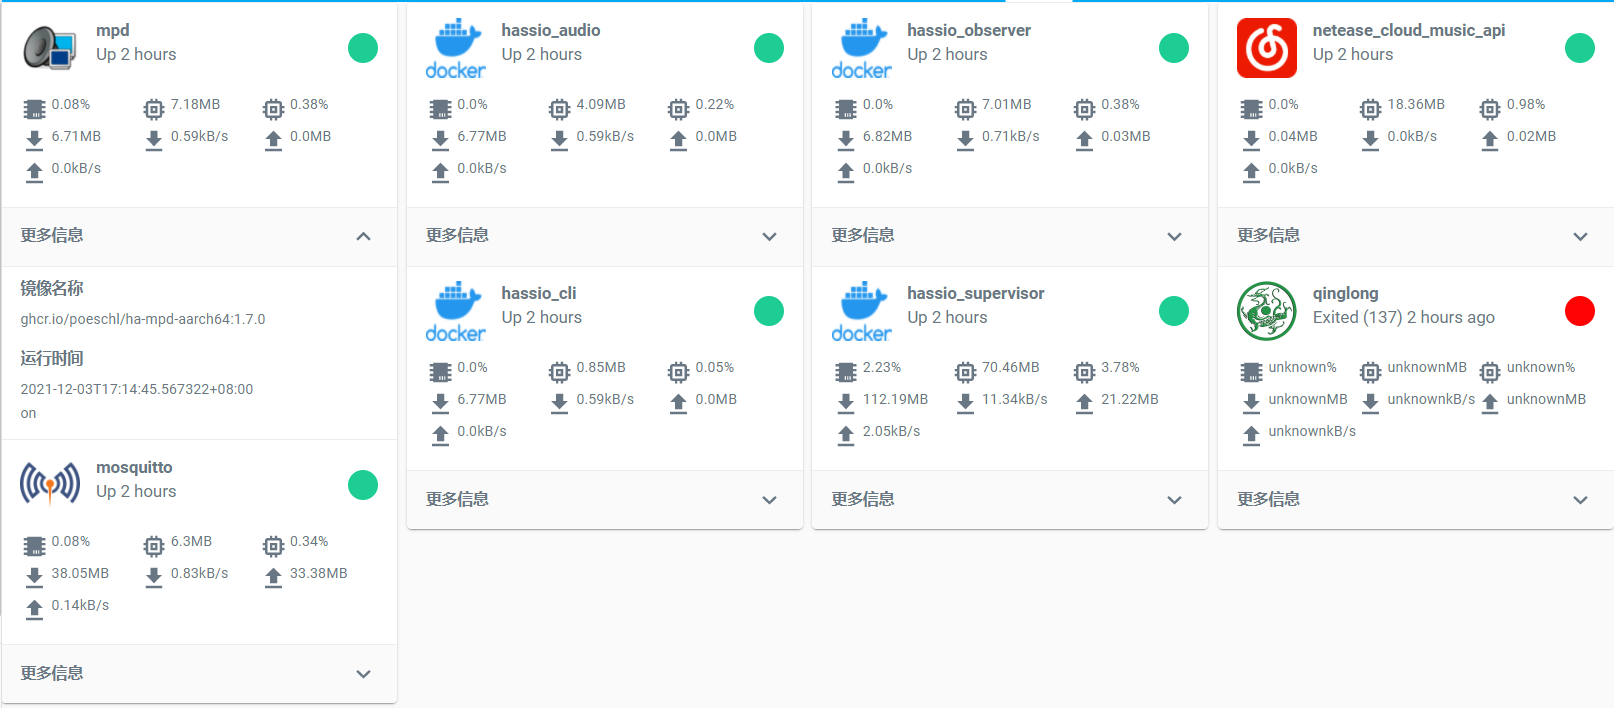 mpd
Up 2 hours
0.08%
7.18MB
0.38%
6.71MB
0.59kB/s
0.0MB
0.0kB/s
更多信息
镜像名称
ghcr.io/poeschl/ha-mpd-aarch64:1.7.0
运行时间
2021-12-03T17:14:45.567322+08:00
on
mosquitto
Up 2 hours
0.08%
6.3MB
0.34%
38.05MB
0.83kB/s
33.38MB
0.14kB/s
更多信息
docker
hassio_audio
Up 2 hours
0.0%
4.09MB
0.22%
6.77MB
0.59kB/s
0.0MB
0.0kB/s
更多信息
docker
hassio_cli
Up 2 hours
0.0%
0.85MB
0.05%
6.77MB
0.59kB/s
0.0MB
0.0kB/s
更多信息
docker
hassio_observer
Up 2 hours
0.0%
7.01MB
0.38%
6.82MB
0.71kB/s
0.03MB
0.0kB/s
更多信息
docker
hassio_supervisor
Up 2 hours
2.23%
70.46MB
3.78%
112.19MB
11.34kB/s
21.22MB
2.05kB/s
更多信息
netease_cloud_music_api
Up 2 hours
0.0%
18.36MB
0.98%
0.04MB
0.0kB/s
0.02MB
0.0kB/s
更多信息
qinglong
Exited (137) 2 hours ago
unknown%
unknownMB
unknown%
unknownMB
unknownkB/s
unknownMB
unknownkB/s
更多信息